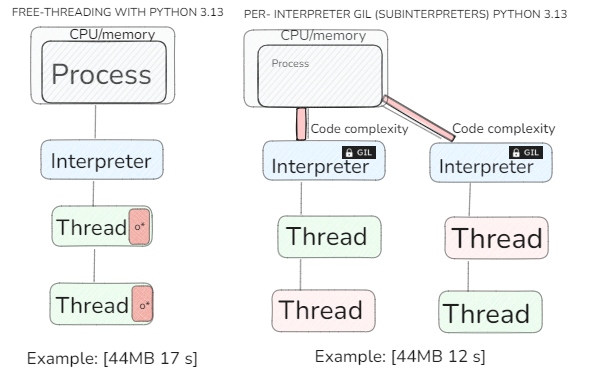 FREE-THREADING WITH PYTHON 3.13
CPU/memory
Process
Interpreter
Thread o*
Thread o*
Example: [44MB 17 s]
PER- INTERPRETER GIL (SUBINTERPRETERS) PYTHON 3.13
CPU/memory
Process
Code complexity
Code complexity
GIL
Interpreter
GIL
Interpreter
Thread
Thread
Thread
Thread
Example: [44MB 12 s]